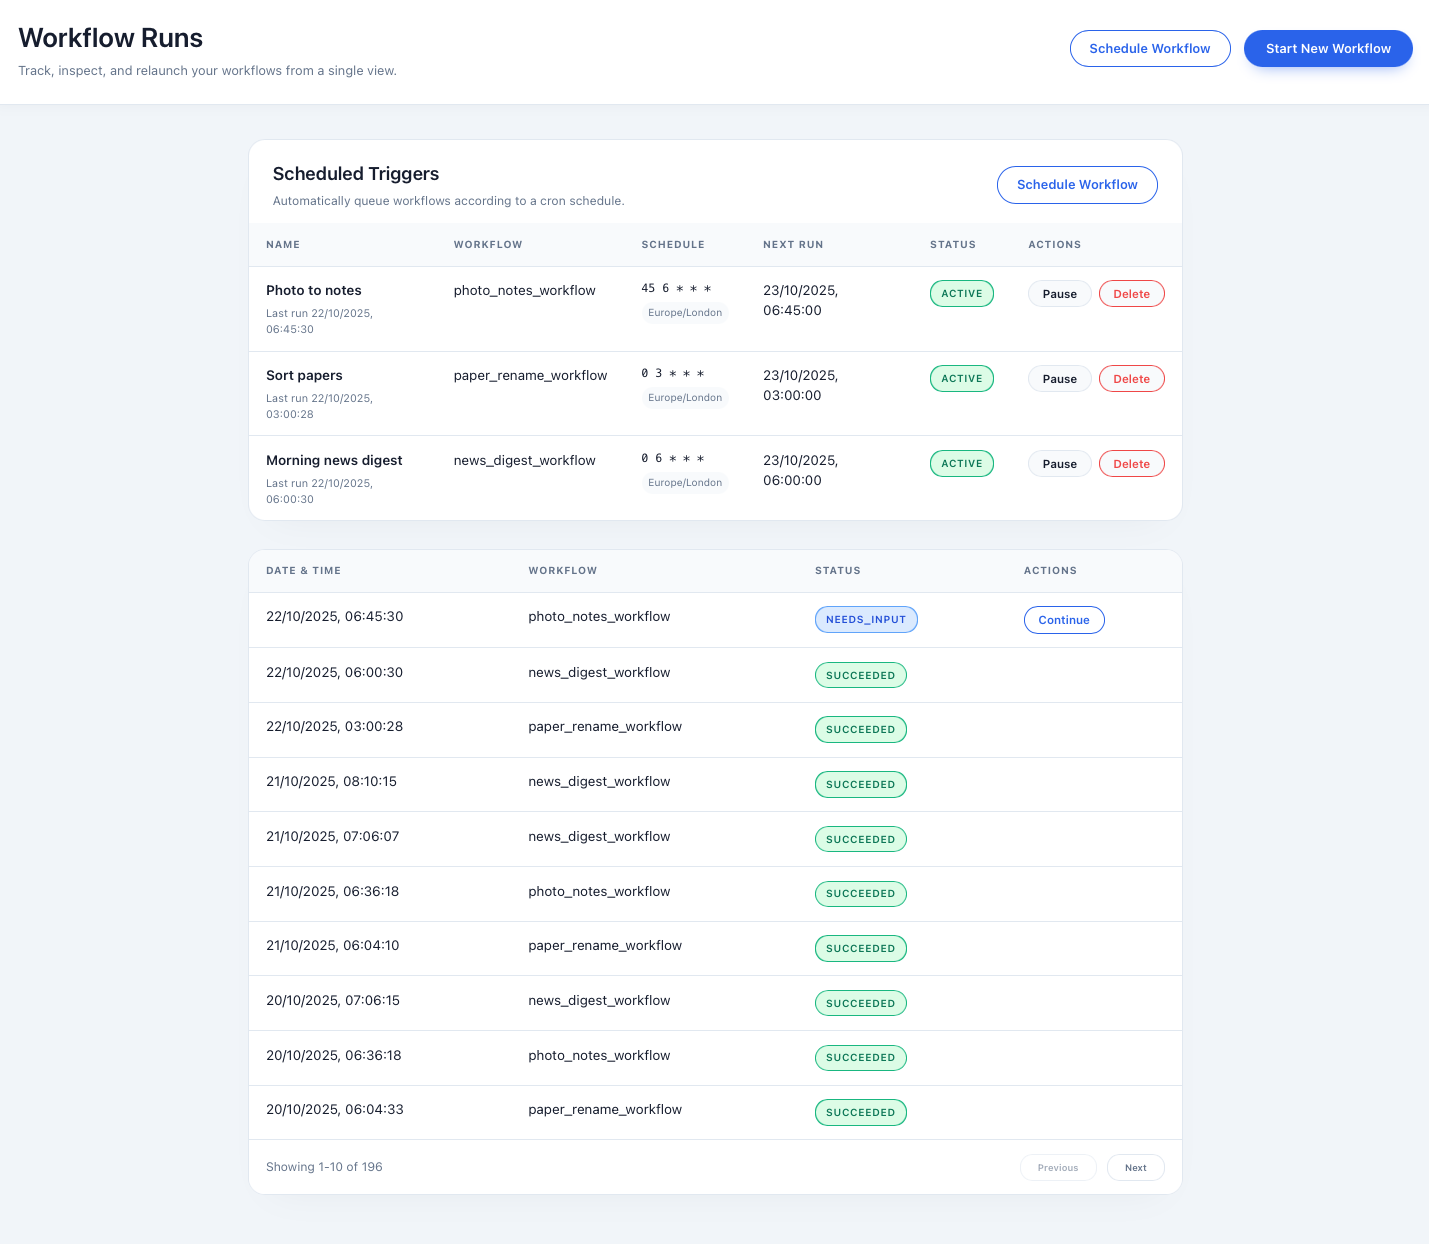 Workflow Runs
Track, inspect, and relaunch your workflows from a single view.
Schedule Workflow
Start New Workflow
Scheduled Triggers
Automatically queue workflows according to a cron schedule.
Schedule Workflow
NAME WORKFLOW SCHEDULE NEXT RUN STATUS ACTIONS
Photo to notes photo_notes_workflow 45 6 * * * 23/10/2025, ACTIVE Pause Delete
Last run 22/10/2025, Europe/London 06:45:00
06:45:30
Sort papers paper_rename_workflow 0 3 * * * 23/10/2025, ACTIVE Pause Delete
Last run 22/10/2025, Europe/London 03:00:00
03:00:28
Morning news digest news_digest_workflow 0 6 * * * 23/10/2025, ACTIVE Pause Delete
Last run 22/10/2025, Europe/London 06:00:00
06:00:30
DATE & TIME WORKFLOW STATUS ACTIONS
22/10/2025, 06:45:30 photo_notes_workflow NEEDS_INPUT Continue
22/10/2025, 06:00:30 news_digest_workflow SUCCEEDED
22/10/2025, 03:00:28 paper_rename_workflow SUCCEEDED
21/10/2025, 08:10:15 news_digest_workflow SUCCEEDED
21/10/2025, 07:06:07 news_digest_workflow SUCCEEDED
21/10/2025, 06:36:18 photo_notes_workflow SUCCEEDED
21/10/2025, 06:04:10 paper_rename_workflow SUCCEEDED
20/10/2025, 07:06:15 news_digest_workflow SUCCEEDED
20/10/2025, 06:36:18 photo_notes_workflow SUCCEEDED
20/10/2025, 06:04:33 paper_rename_workflow SUCCEEDED
Showing 1-10 of 196 Previous Next